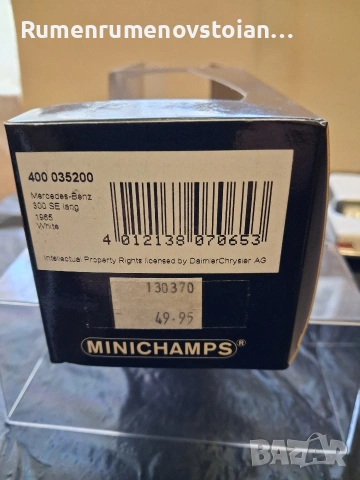 Rumenrumenovstoian...
400 035200
Mercedes-Benz
300 SE lang
1965
White
4 012138 070653
Intellectual Property Rights licensed by DaimlerChrysler AG
130370
49.95
MINICHAMPS®
BAZAR